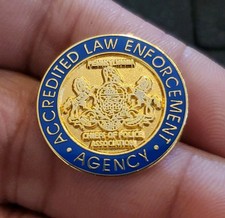 ACCREDITED LAW ENFORCEMENT
• AGENCY •
CHIEFS OF POLICE
ASSOCIATION